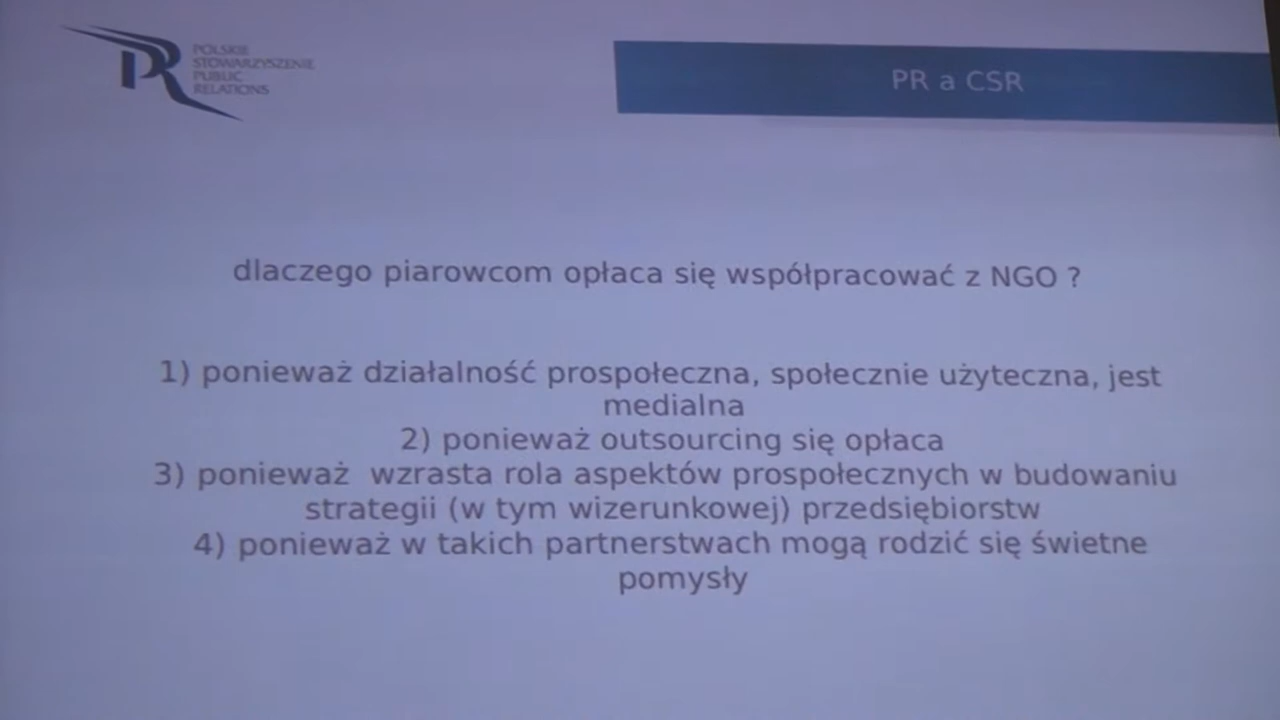 POLSKIE
STOWARZYSZENIE
PUBLIC
RELATIONS
PR a CSR
dlaczego piarowcom opłaca się współpracować z NGO ?
1) ponieważ działalność prospołeczna, społecznie użyteczna, jest
medialna
2) ponieważ outsourcing się opłaca
3) ponieważ  wzrasta rola aspektów prospołecznych w budowaniu
strategii (w tym wizerunkowej) przedsiębiorstw
4) ponieważ w takich partnerstwach mogą rodzić się świetne
pomysły